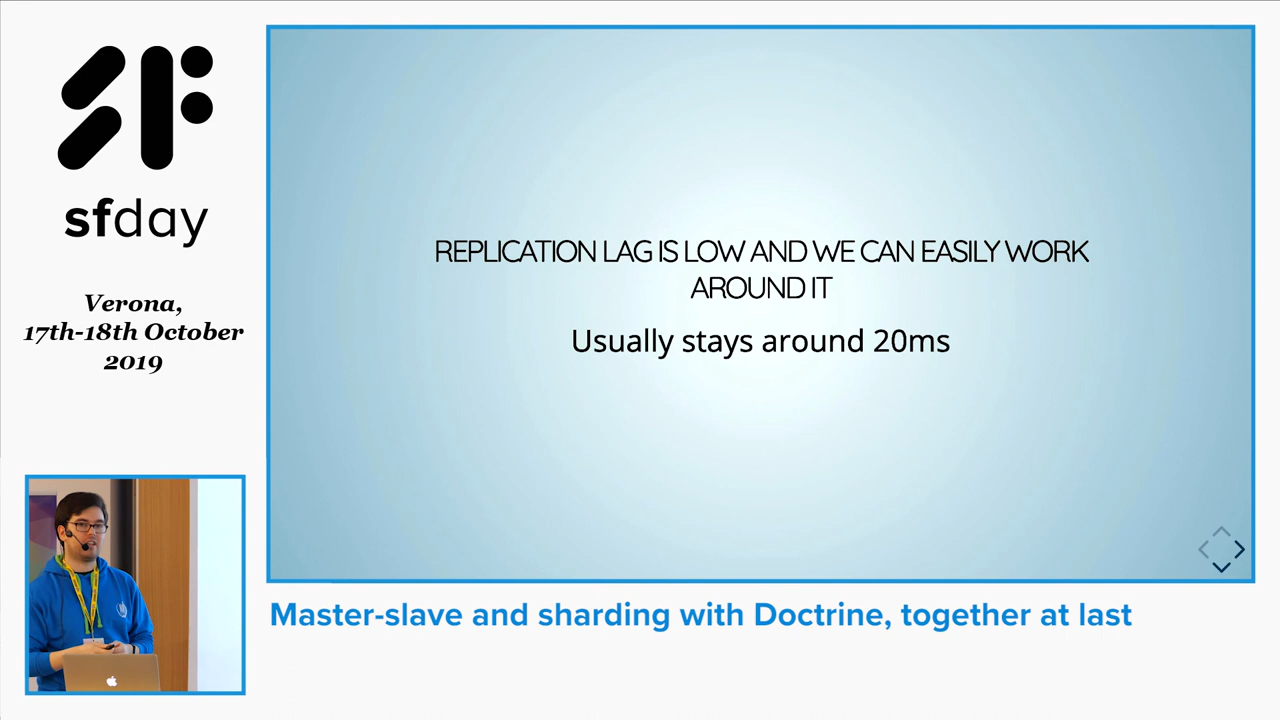 sfday
Verona,
17th-18th October
2019
REPLICATION LAG IS LOW AND WE CAN EASILY WORK
AROUND IT
Usually stays around 20ms
Master-slave and sharding with Doctrine, together at last